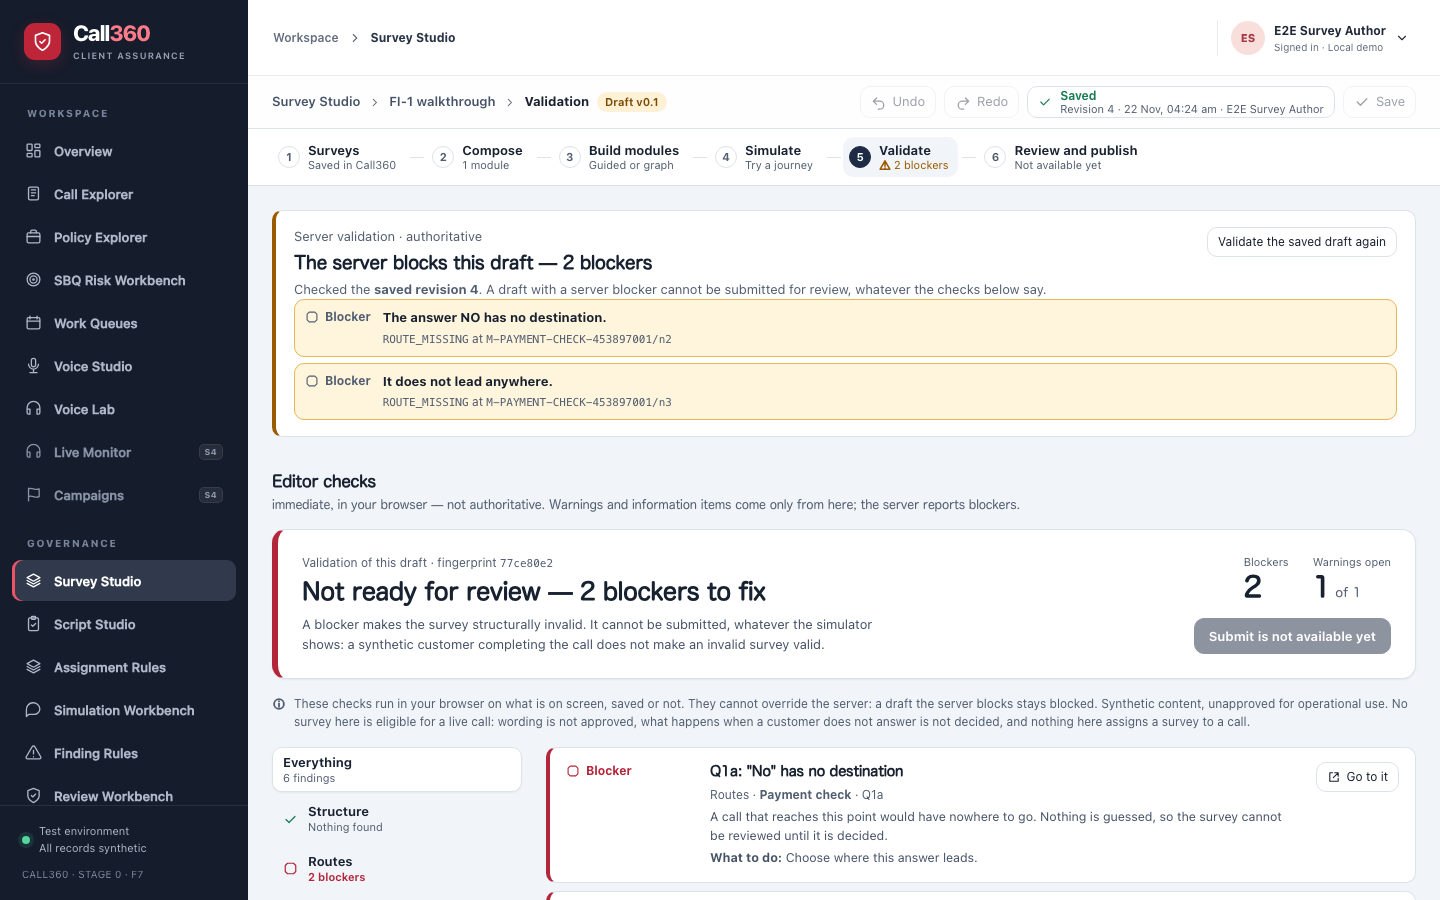 Call360
CLIENT ASSURANCE
WORKSPACE
Overview
Call Explorer
Policy Explorer
SBQ Risk Workbench
Work Queues
Voice Studio
Voice Lab
Live Monitor S4
Campaigns S4
GOVERNANCE
Survey Studio
Script Studio
Assignment Rules
Simulation Workbench
Finding Rules
Review Workbench
Test environment
All records synthetic
CALL360 · STAGE 0 · F7
Workspace > Survey Studio
ES
E2E Survey Author
Signed in · Local demo
Survey Studio > FI-1 walkthrough > Validation Draft v0.1
Undo
Redo
Saved
Revision 4 · 22 Nov, 04:24 am · E2E Survey Author
Save
1 Surveys
Saved in Call360
2 Compose
1 module
3 Build modules
Guided or graph
4 Simulate
Try a journey
5 Validate
2 blockers
6 Review and publish
Not available yet
Server validation · authoritative
The server blocks this draft — 2 blockers
Checked the saved revision 4. A draft with a server blocker cannot be submitted for review, whatever the checks below say.
Validate the saved draft again
Blocker The answer NO has no destination.
ROUTE_MISSING at M-PAYMENT-CHECK-453897001/n2
Blocker It does not lead anywhere.
ROUTE_MISSING at M-PAYMENT-CHECK-453897001/n3
Editor checks
immediate, in your browser — not authoritative. Warnings and information items come only from here; the server reports blockers.
Validation of this draft · fingerprint 77ce80e2
Not ready for review — 2 blockers to fix
A blocker makes the survey structurally invalid. It cannot be submitted, whatever the simulator
shows: a synthetic customer completing the call does not make an invalid survey valid.
Blockers
2
Warnings open
1 of 1
Submit is not available yet
These checks run in your browser on what is on screen, saved or not. They cannot override the server: a draft the server blocks stays blocked. Synthetic content, unapproved for operational use. No
survey here is eligible for a live call: wording is not approved, what happens when a customer does not answer is not decided, and nothing here assigns a survey to a call.
Everything
6 findings
Structure
Nothing found
Routes
2 blockers
Blocker
Q1a: "No" has no destination
Routes · Payment check · Q1a
A call that reaches this point would have nowhere to go. Nothing is guessed, so the survey cannot
be reviewed until it is decided.
What to do: Choose where this answer leads.
Go to it